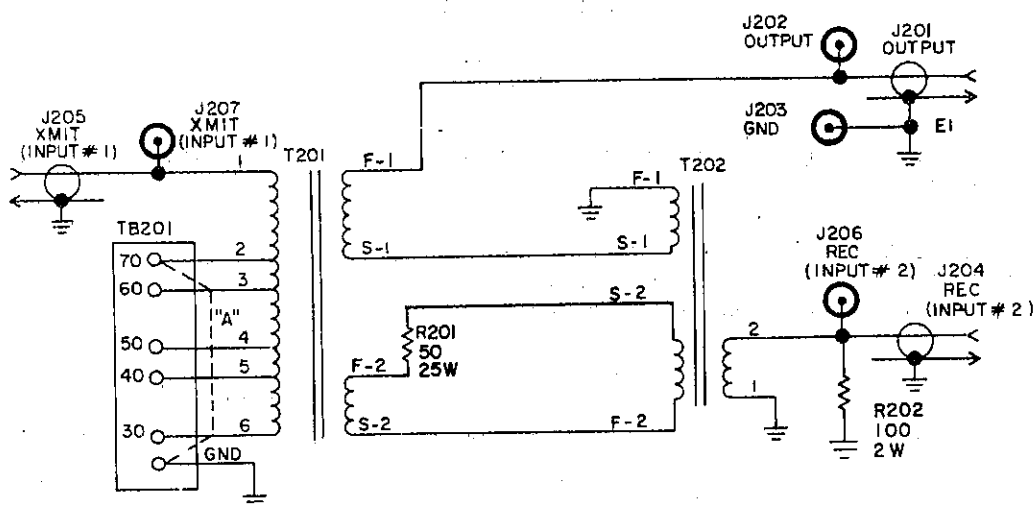 J202
OUTPUT
J201
OUTPUT
J205
XMIT
(INPUT # 1)
J207
XMIT
(INPUT # 1)
J203
GND
E1
1
T201
F-1
T202
F-1
TB201
S-1
S-1
70
2
60
3
"A"
50
4
40
5
30
6
GND
J206
REC
(INPUT # 2)
J204
REC
(INPUT # 2)
S-2
R201
50
25W
F-2
S-2
F-2
2
1
R202
100
2W